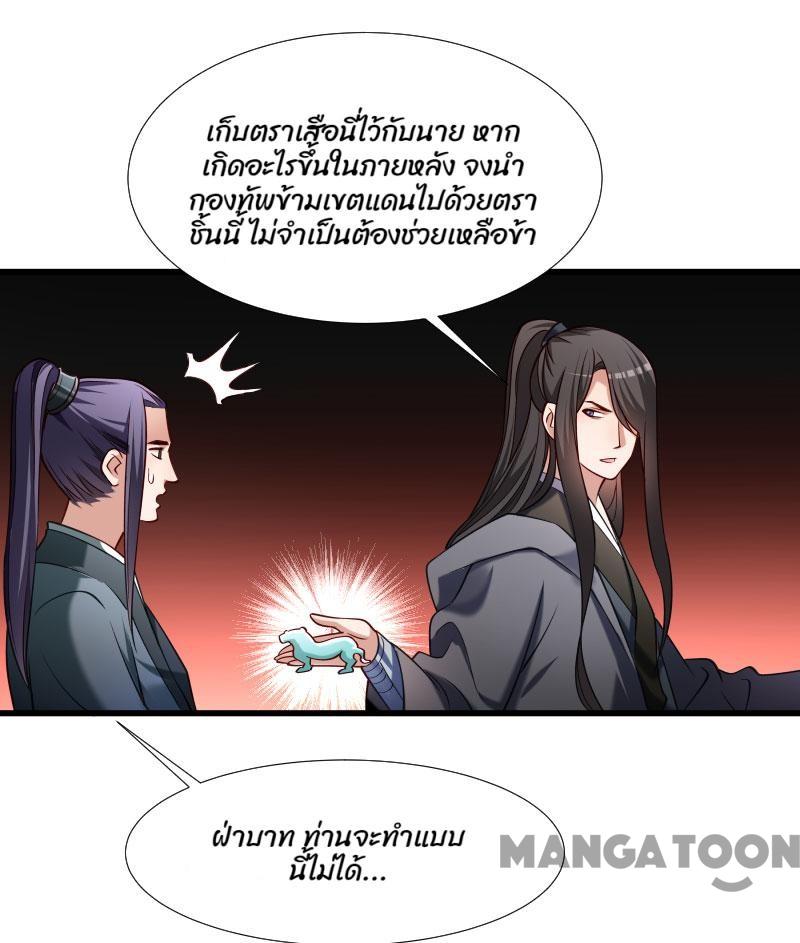 เก็บตราเสือนี่ไว้กับนาย หาก
เกิดอะไรขึ้นในภายหลัง จงนำ
กองทัพข้ามเขตแดนไปด้วยตรา
ชิ้นนี้ ไม่จำเป็นต้องช่วยเหลือข้า
ฝ่าบาท ท่านจะทำแบบ
นี้ไม่ได้...
MANGATOON